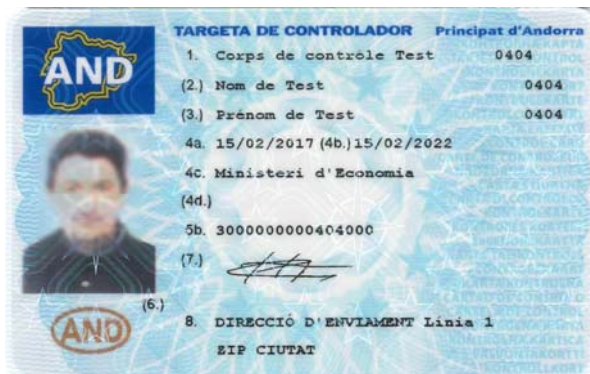 AND
TARGETA DE CONTROLADOR Principat d'Andorra
1. Corps de contrôle Test 0404
(2.) Nom de Test 0404
(3.) Prénom de Test 0404
4a. 15/02/2017 (4b.) 15/02/2022
4c. Ministeri d'Economia
(4d.)
5b. 3000000000404000
(7.)
(6.)
AND
8. DIRECCIÓ D'ENVIAMENT Línia 1
ZIP CIUTAT